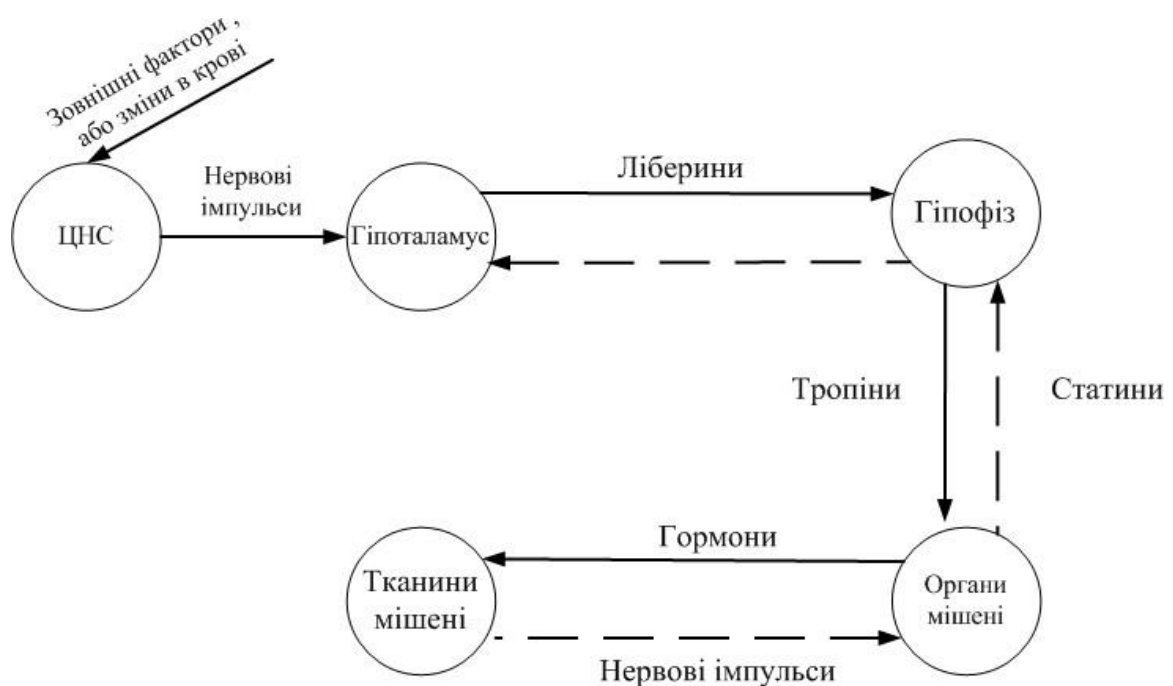 Зовнішні фактори ,
або зміни в крові
ЦНС
Нервові
імпульси
Гіпоталамус
Ліберини
Гіпофіз
Тропіни
Статини
Гормони
Тканини
мішені
Органи
мішені
Нервові імпульси